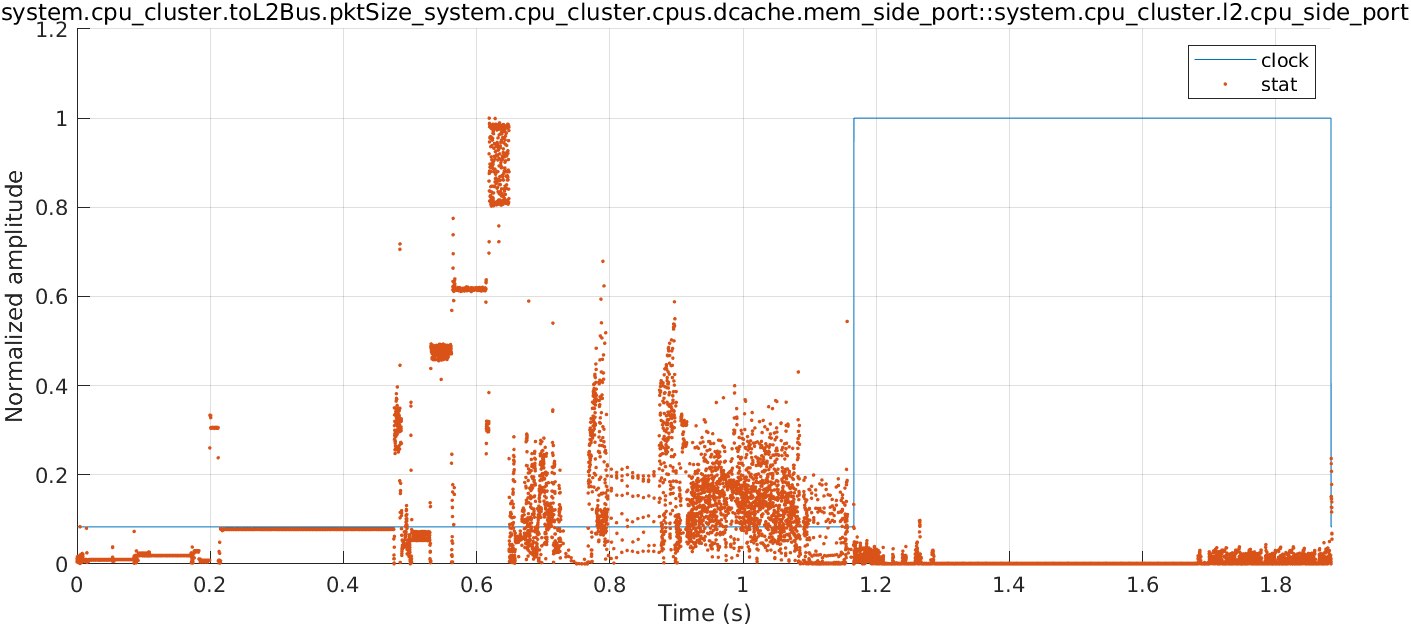 system.cpu_cluster.toL2Bus.pktSize_system.cpu_cluster.cpus.dcache.mem_side_port::system.cpu_cluster.l2.cpu_side_port
1.2
clock
stat
1
0.8
0.6
0.4
0.2
0
Normalized amplitude
0 0.2 0.4 0.6 0.8 1 1.2 1.4 1.6 1.8
Time (s)